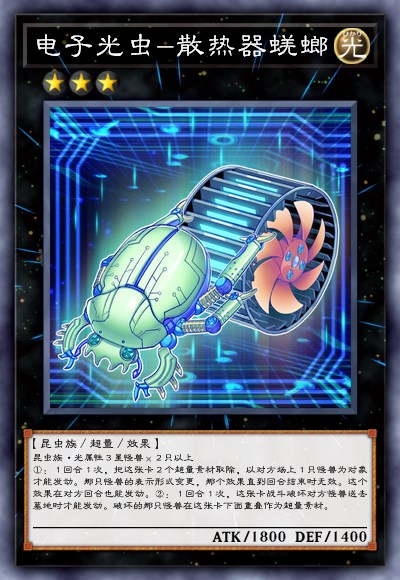 电子光虫-散热器蜣螂
光
【昆虫族／超量／效果】
昆虫族·光属性３星怪兽×２只以上
①：１回合１次，把这张卡２个超量素材取除，以对方场上１只怪兽为对象
才能发动。那只怪兽的表示形式变更，那个效果直到回合结束时无效。这个
效果在对方回合也能发动。②：１回合１次，这张卡战斗破坏对方怪兽送去
墓地时才能发动。破坏的那只怪兽在这张卡下面重叠作为超量素材。
ATK/1800 DEF/1400